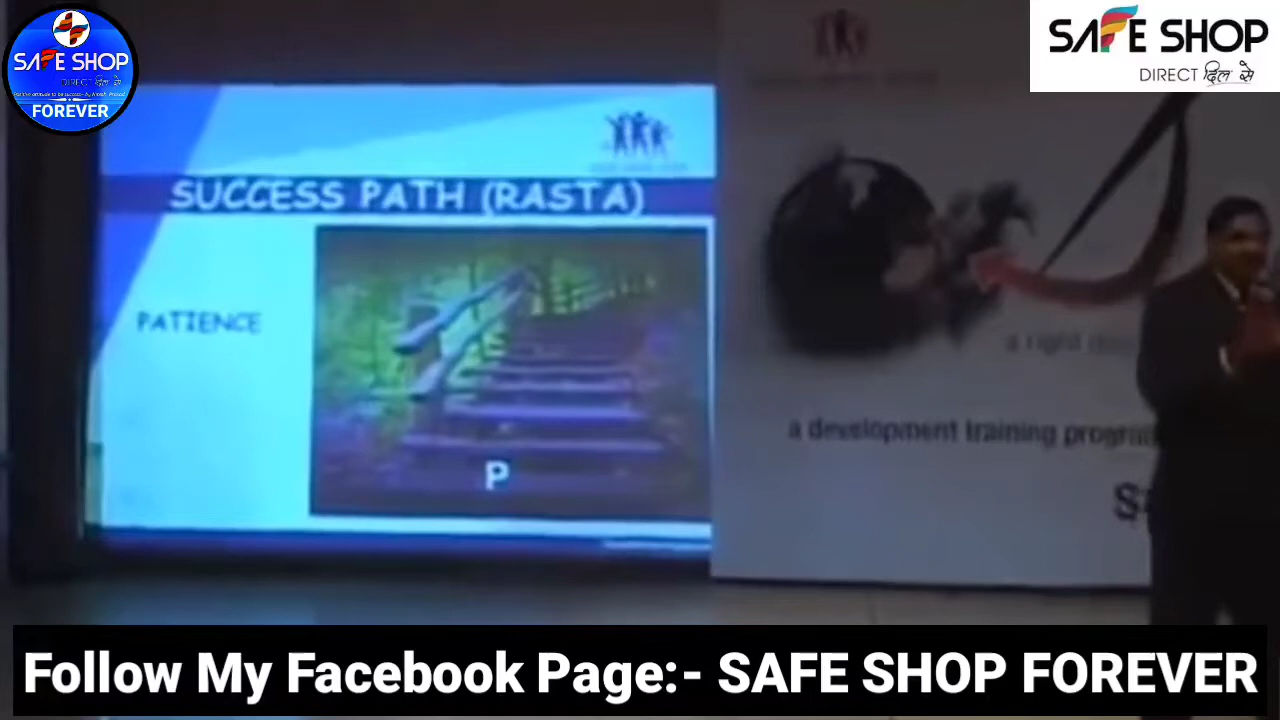 SAFE SHOP
DIRECT दिल से
FOREVER
SAFE SHOP
DIRECT दिल से
SUCCESS PATH (RASTA)
PATIENCE
P
a right
a development training
Follow My Facebook Page:- SAFE SHOP FOREVER